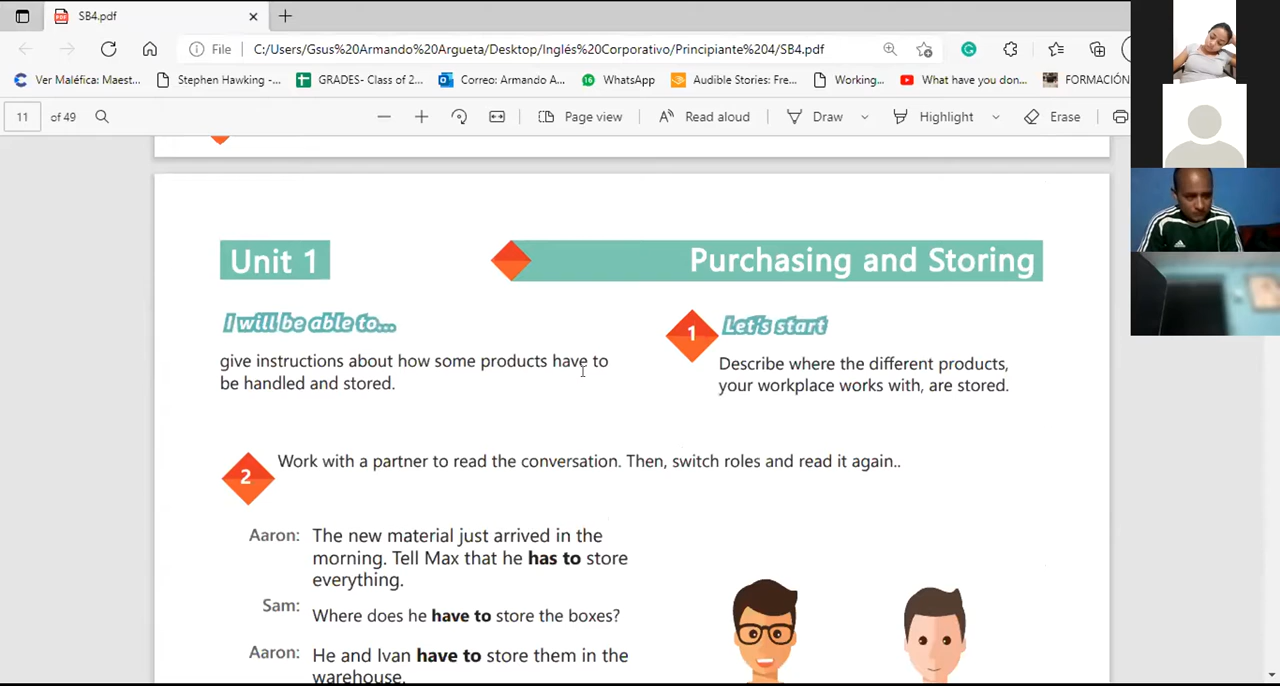 SB4.pdf
File
C:/Users/Gsus%20Armando%20Argueta/Desktop/Inglés%20Corporativo/Principiante%204/SB4.pdf
Ver Maléfica: Maest...
Stephen Hawking -...
GRADES- Class of 2...
Correo: Armando A...
WhatsApp
Audible Stories: Fre...
Working...
What have you don...
FORMACIÓN
11
of 49
Page view
Read aloud
Draw
Highlight
Erase
Unit 1
Purchasing and Storing
I will be able to...
give instructions about how some products have to
be handled and stored.
1
Let's start
Describe where the different products,
your workplace works with, are stored.
2
Work with a partner to read the conversation. Then, switch roles and read it again..
Aaron: The new material just arrived in the
morning. Tell Max that he has to store
everything.
Sam: Where does he have to store the boxes?
Aaron: He and Ivan have to store them in the
warehouse.